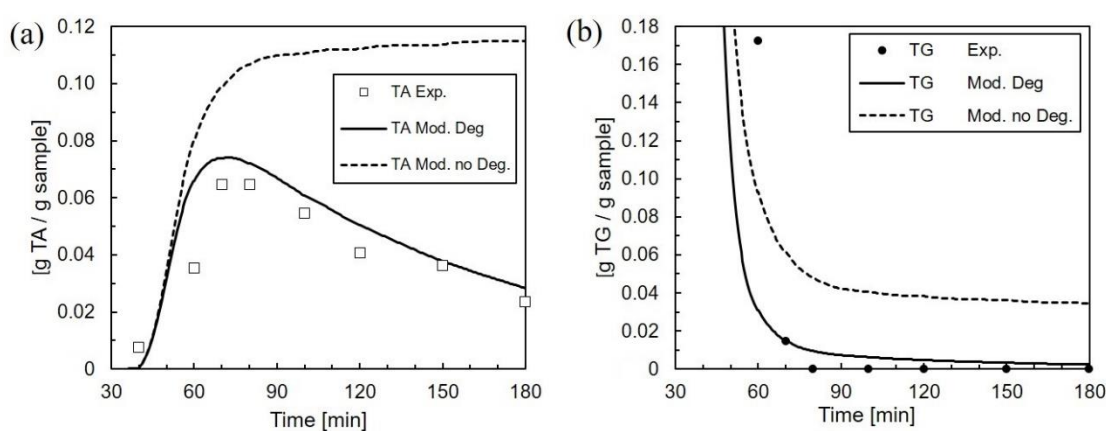 (a)
[g TA / g sample]
0.12
0.10
0.08
0.06
0.04
0.02
0
TA Exp.
TA Mod. Deg
TA Mod. no Deg.
30 60 90 120 150 180
Time [min]
(b)
[g TG / g sample]
0.18
0.16
0.14
0.12
0.10
0.08
0.06
0.04
0.02
0
TG Exp.
TG Mod. Deg
TG Mod. no Deg.
30 60 90 120 150 180
Time [min]